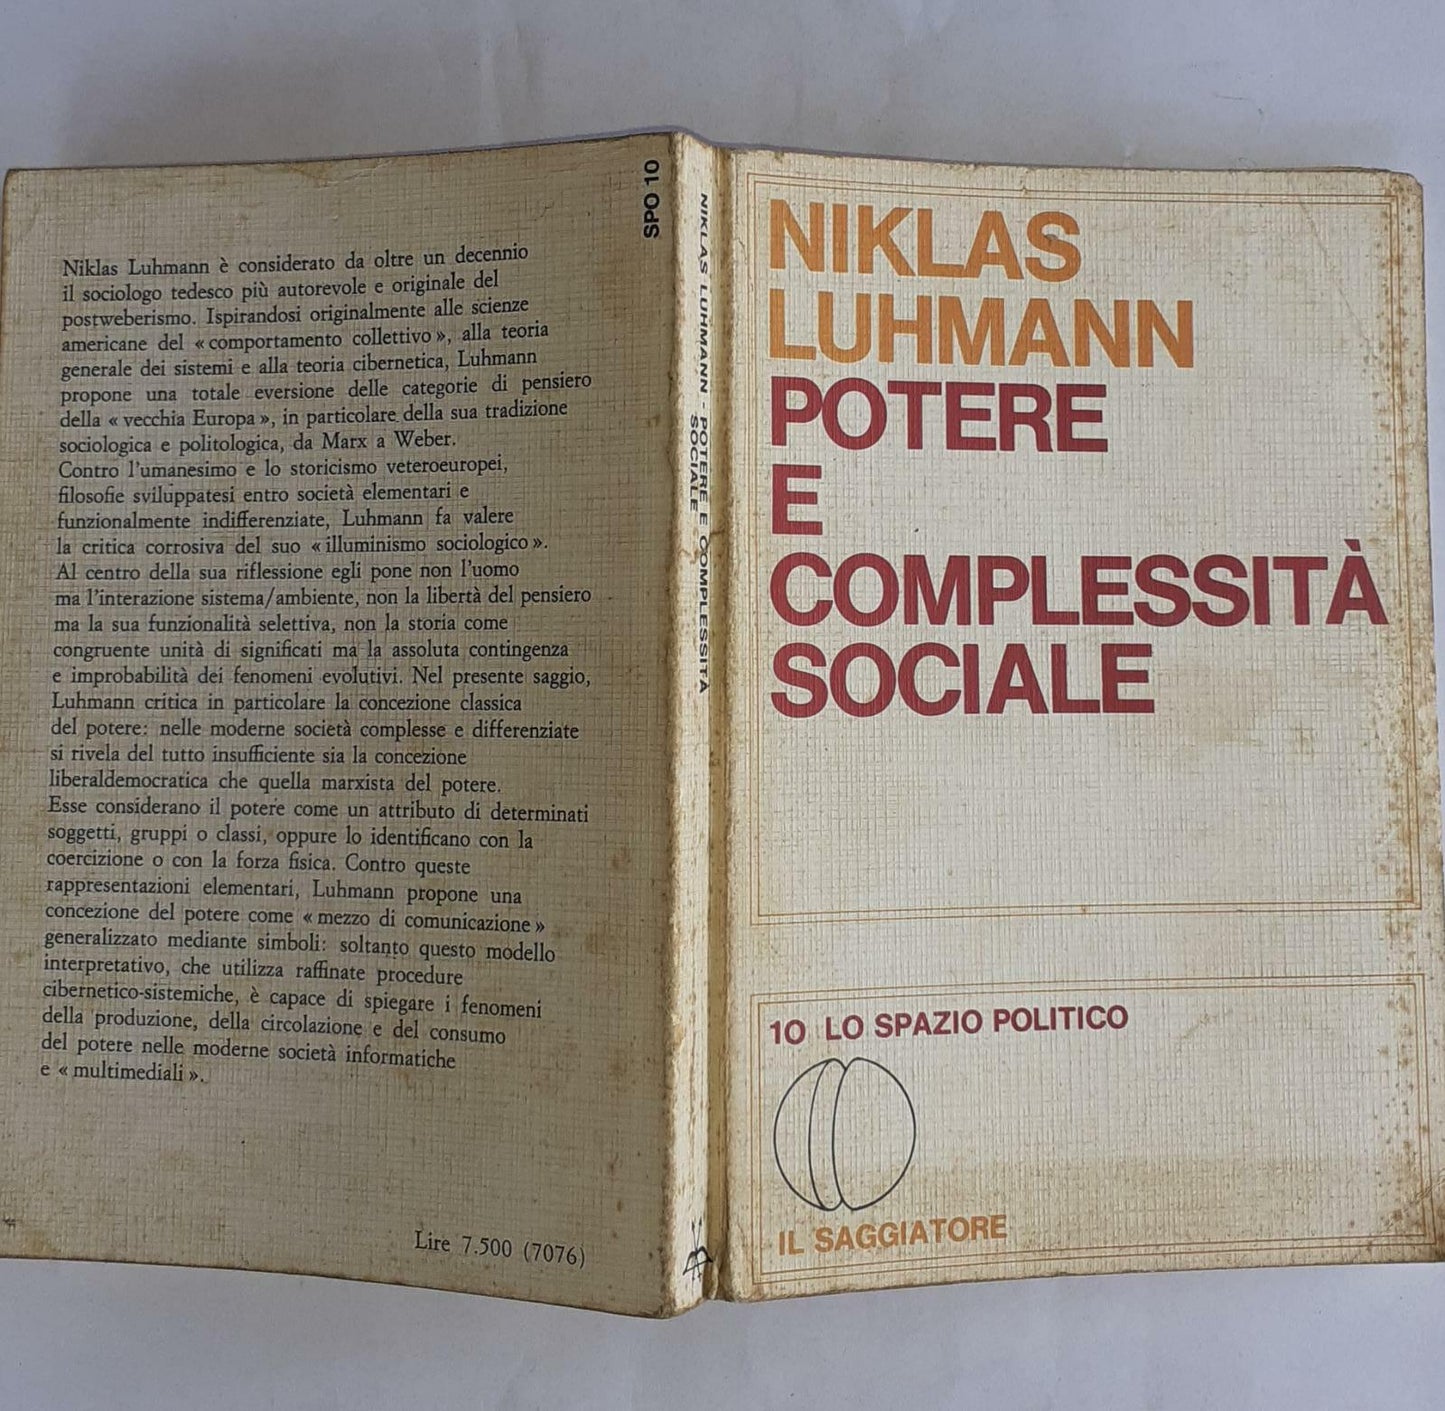 Niklas Luhmann è considerato da oltre un decennio
il sociologo tedesco più autorevole e originale del
postweberismo. Ispirandosi originalmente alle scienze
americane del « comportamento collettivo », alla teoria
generale dei sistemi e alla teoria cibernetica, Luhmann
propone una totale eversione delle categorie di pensiero
della « vecchia Europa », in particolare della sua tradizione
sociologica e politologica, da Marx a Weber.
Contro l'umanesimo e lo storicismo veteroeuropei,
filosofie sviluppatesi entro società elementari e
funzionalmente indifferenziate, Luhmann fa valere
la critica corrosiva del suo « illuminismo sociologico ».
Al centro della sua riflessione egli pone non l'uomo
ma l'interazione sistema/ambiente, non la libertà del pensiero
ma la sua funzionalità selettiva, non la storia come
congruente unità di significati ma la assoluta contingenza
e improbabilità dei fenomeni evolutivi. Nel presente saggio,
Luhmann critica in particolare la concezione classica
del potere: nelle moderne società complesse e differenziate
si rivela del tutto insufficiente sia la concezione
liberaldemocratica che quella marxista del potere.
Esse considerano il potere come un attributo di determinati
soggetti, gruppi o classi, oppure lo identificano con la
coercizione o con la forza fisica. Contro queste
rappresentazioni elementari, Luhmann propone una
concezione del potere come « mezzo di comunicazione »
generalizzato mediante simboli: soltanto questo modello
interpretativo, che utilizza raffinate procedure
cibernetico-sistemiche, è capace di spiegare i fenomeni
della produzione, della circolazione e del consumo
del potere nelle moderne società informatiche
e « multimediali ».
Lire 7.500 (7076)
SPO 10
NIKLAS LUHMANN - POTERE E COMPLESSITÀ
SOCIALE
NIKLAS
LUHMANN
POTERE
E
COMPLESSITÀ
SOCIALE
10 LO SPAZIO POLITICO
IL SAGGIATORE